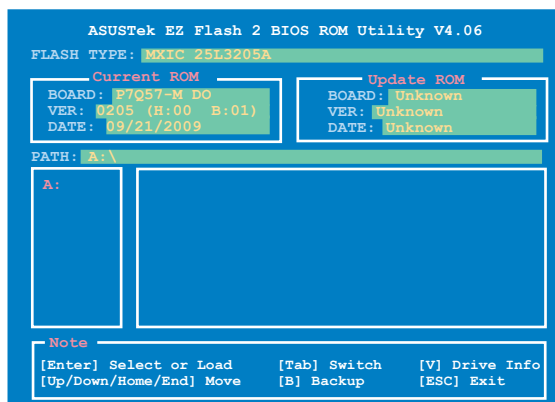 ASUSTek EZ Flash 2 BIOS ROM Utility V4.06
FLASH TYPE: MXIC 25L3205A
Current ROM
BOARD: P7Q57-M DO
VER: 0205 (H:00 B:01)
DATE: 09/21/2009
Update ROM
BOARD: Unknown
VER: Unknown
DATE: Unknown
PATH: A:\
A:
Note
[Enter] Select or Load [Tab] Switch [V] Drive Info
[Up/Down/Home/End] Move [B] Backup [ESC] Exit